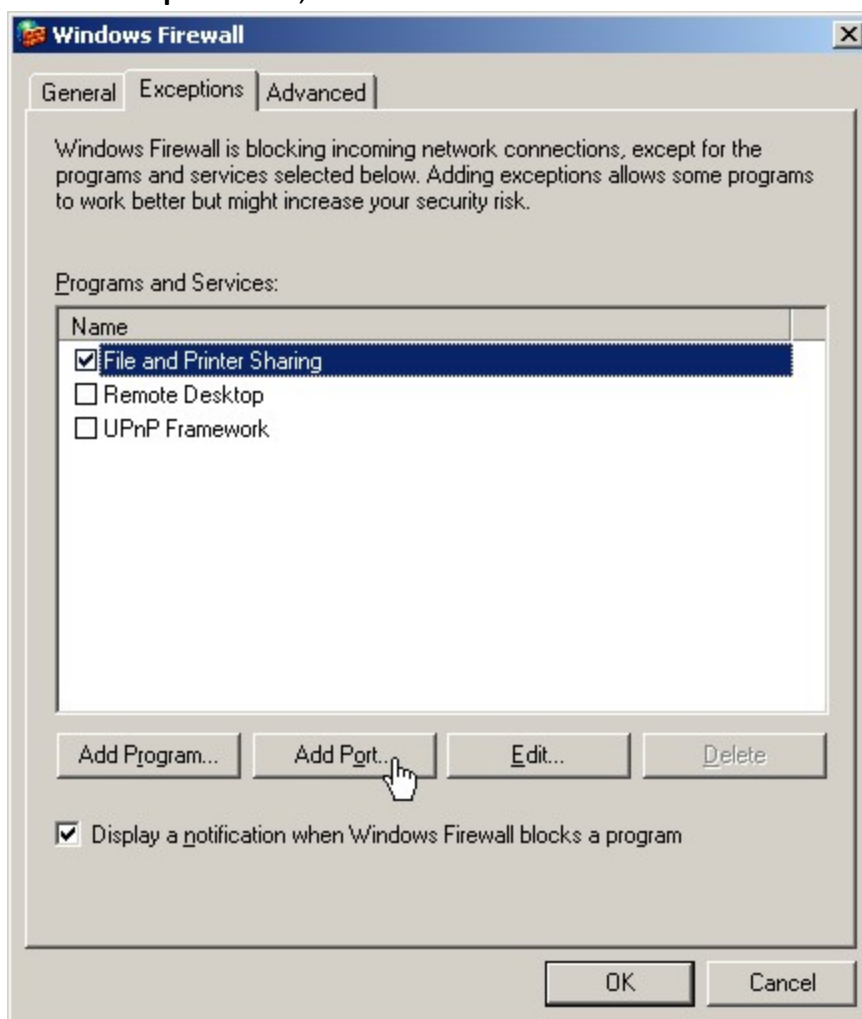 Windows Firewall
General Exceptions Advanced
Windows Firewall is blocking incoming network connections, except for the
programs and services selected below. Adding exceptions allows some programs
to work better but might increase your security risk.
Programs and Services:
Name
File and Printer Sharing
Remote Desktop
UPnP Framework
Add Program... Add Port... Edit... Delete
Display a notification when Windows Firewall blocks a program
OK Cancel